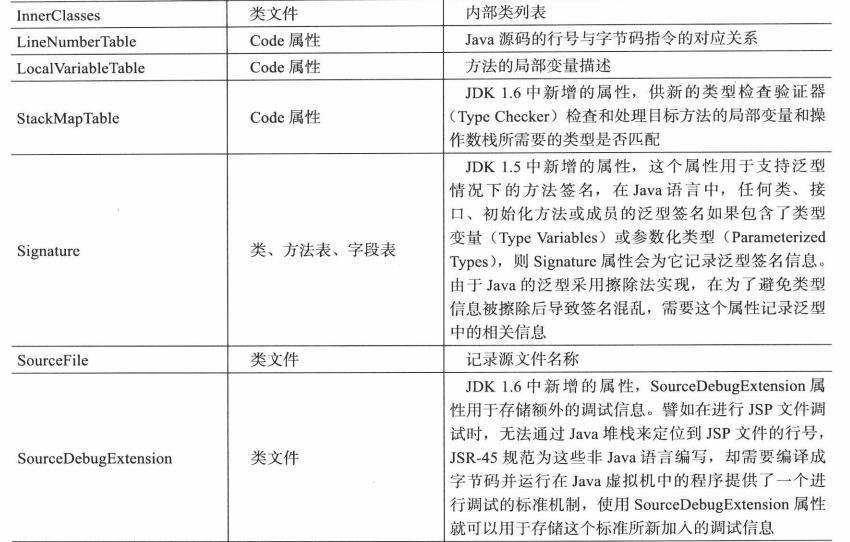 InnerClasses 类文件 内部类列表
LineNumberTable Code 属性 Java 源码的行号与字节码指令的对应关系
LocalVariableTable Code 属性 方法的局部变量描述
StackMapTable Code 属性 JDK 1.6 中新增的属性，供新的类型检查验证器
（Type Checker）检查和处理目标方法的局部变量和操
作数栈所需要的类型是否匹配
Signature 类、方法表、字段表 JDK 1.5 中新增的属性，这个属性用于支持泛型
情况下的方法签名，在 Java 语言中，任何类、接
口、初始化方法或成员的泛型签名如果包含了类型
变量（Type Variables）或参数化类型（Parameterized
Types），则 Signature 属性会为它记录泛型签名信息。
由于 Java 的泛型采用擦除法实现，在为了避免类型
信息被擦除后导致签名混乱，需要这个属性记录泛型
中的相关信息
SourceFile 类文件 记录源文件名称
SourceDebugExtension 类文件 JDK 1.6 中新增的属性，SourceDebugExtension 属
性用于存储额外的调试信息。譬如在进行 JSP 文件调
试时，无法通过 Java 堆栈来定位到 JSP 文件的行号，
JSR-45 规范为这些非 Java 语言编写，却需要编译成
字节码并运行在 Java 虚拟机中的程序提供了一个进
行调试的标准机制，使用 SourceDebugExtension 属性
就可以用于存储这个标准所新加入的调试信息